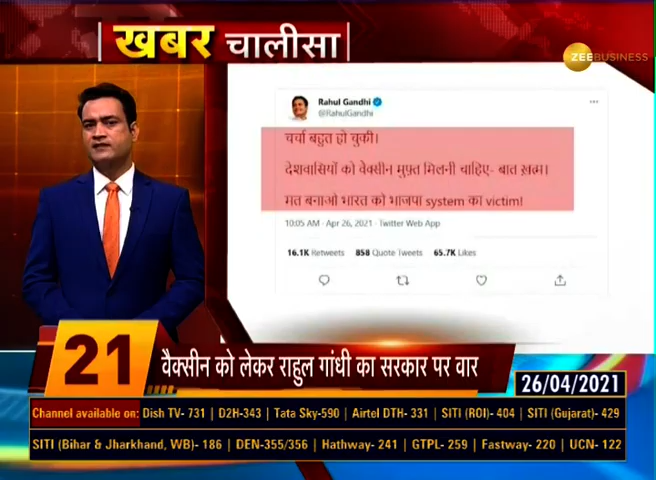 खबर चालीसा
ZEEBUSINESS
Rahul Gandhi
@RahulGandhi
चर्चा बहुत हो चुकी।
देशवासियों को वैक्सीन मुफ़्त मिलनी चाहिए- बात ख़त्म।
मत बनाओ भारत को भाजपा system का victim!
10:05 AM · Apr 26, 2021 · Twitter Web App
16.1K Retweets 858 Quote Tweets 65.7K Likes
21
वैक्सीन को लेकर राहुल गांधी का सरकार पर वार
26/04/2021
Channel available on: Dish TV- 731 | D2H-343 | Tata Sky-590 | Airtel DTH- 331 | SITI (ROI)- 404 | SITI (Gujarat)- 429
SITI (Bihar & Jharkhand, WB)- 186 | DEN-355/356 | Hathway- 241 | GTPL- 259 | Fastway- 220 | UCN- 122